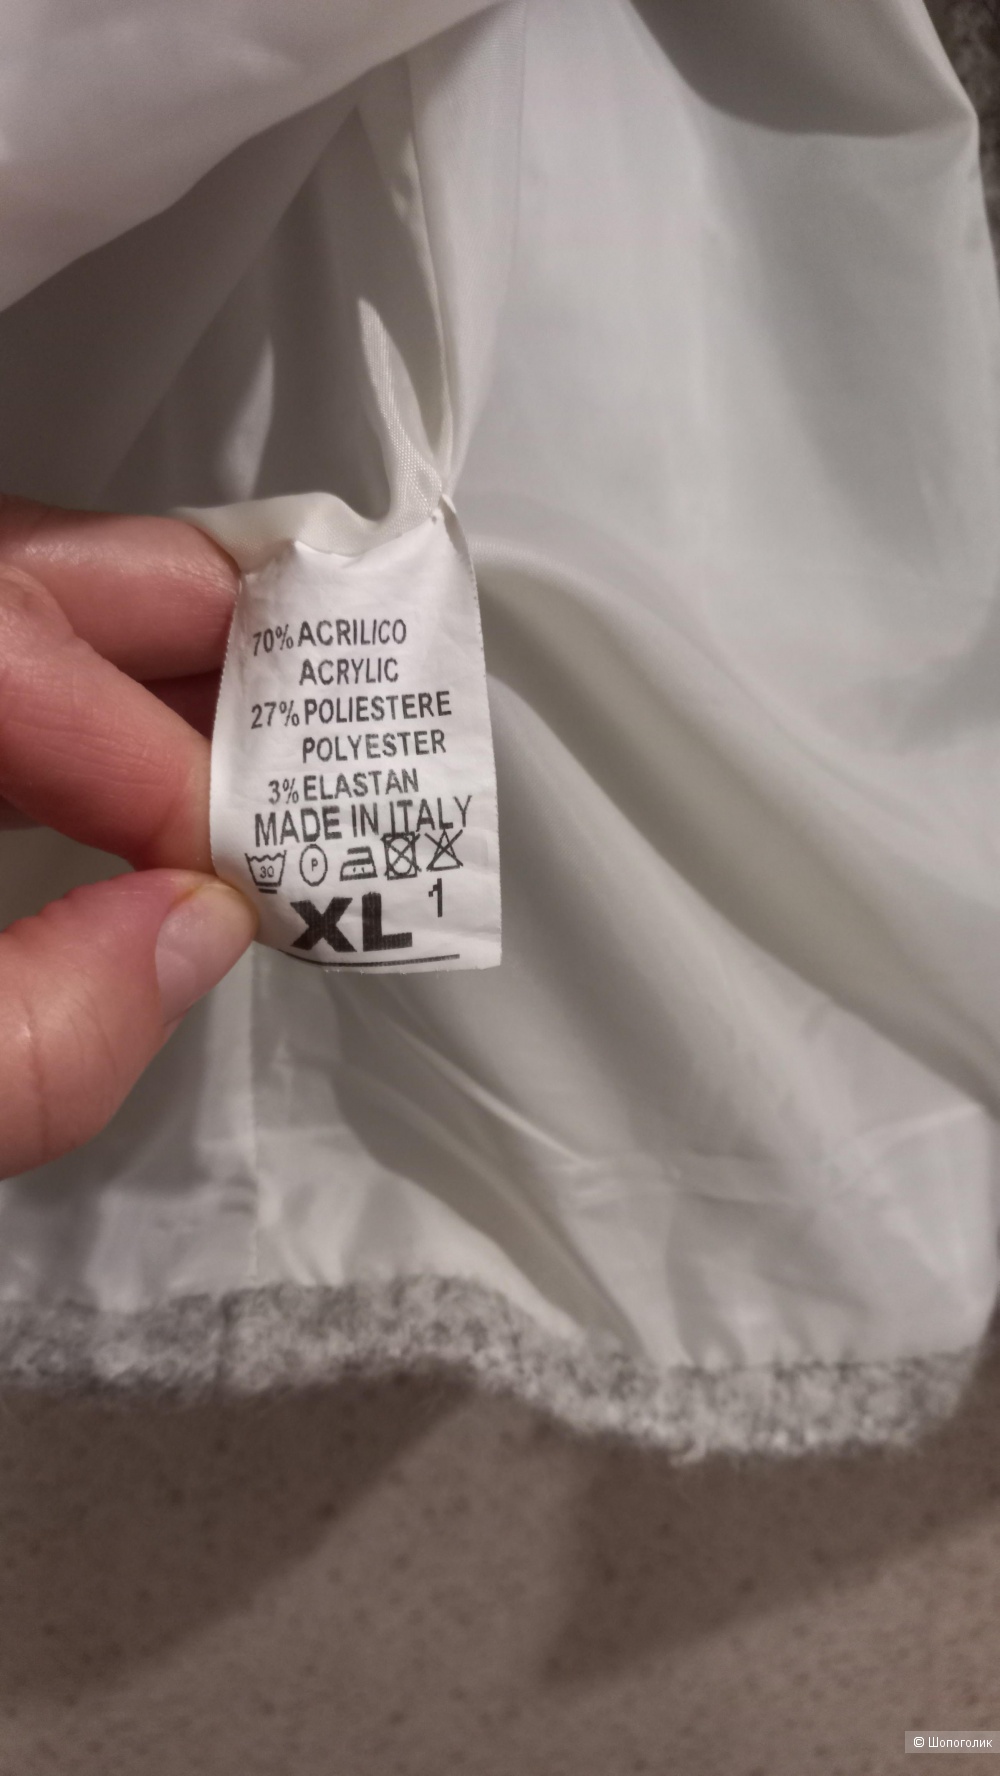 70% ACRILICO
ACRYLIC
27% POLIESTERE
POLYESTER
3% ELASTAN
MADE IN ITALY
30 P
XL 1
© Шопоголик